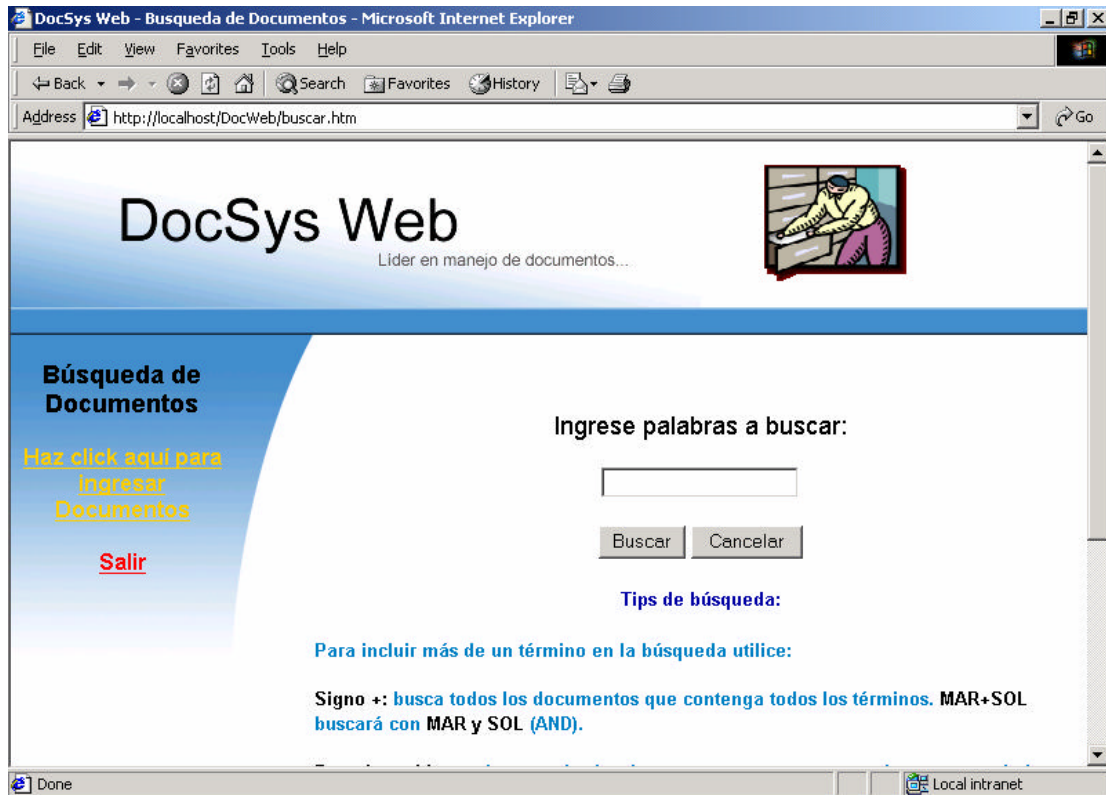 DocSys Web - Busqueda de Documentos - Microsoft Internet Explorer
File Edit View Favorites Tools Help
Back Search Favorites History
Address http://localhost/DocWeb/buscar.htm Go
DocSys Web
Lider en manejo de documentos...
Búsqueda de
Documentos
Haz click aquí para
ingresar
Documentos
Salir
Ingrese palabras a buscar:
Buscar Cancelar
Tips de búsqueda:
Para incluir más de un término en la búsqueda utilice:
Signo +: busca todos los documentos que contenga todos los términos. MAR+SOL
buscará con MAR y SOL (AND).
Done Local intranet